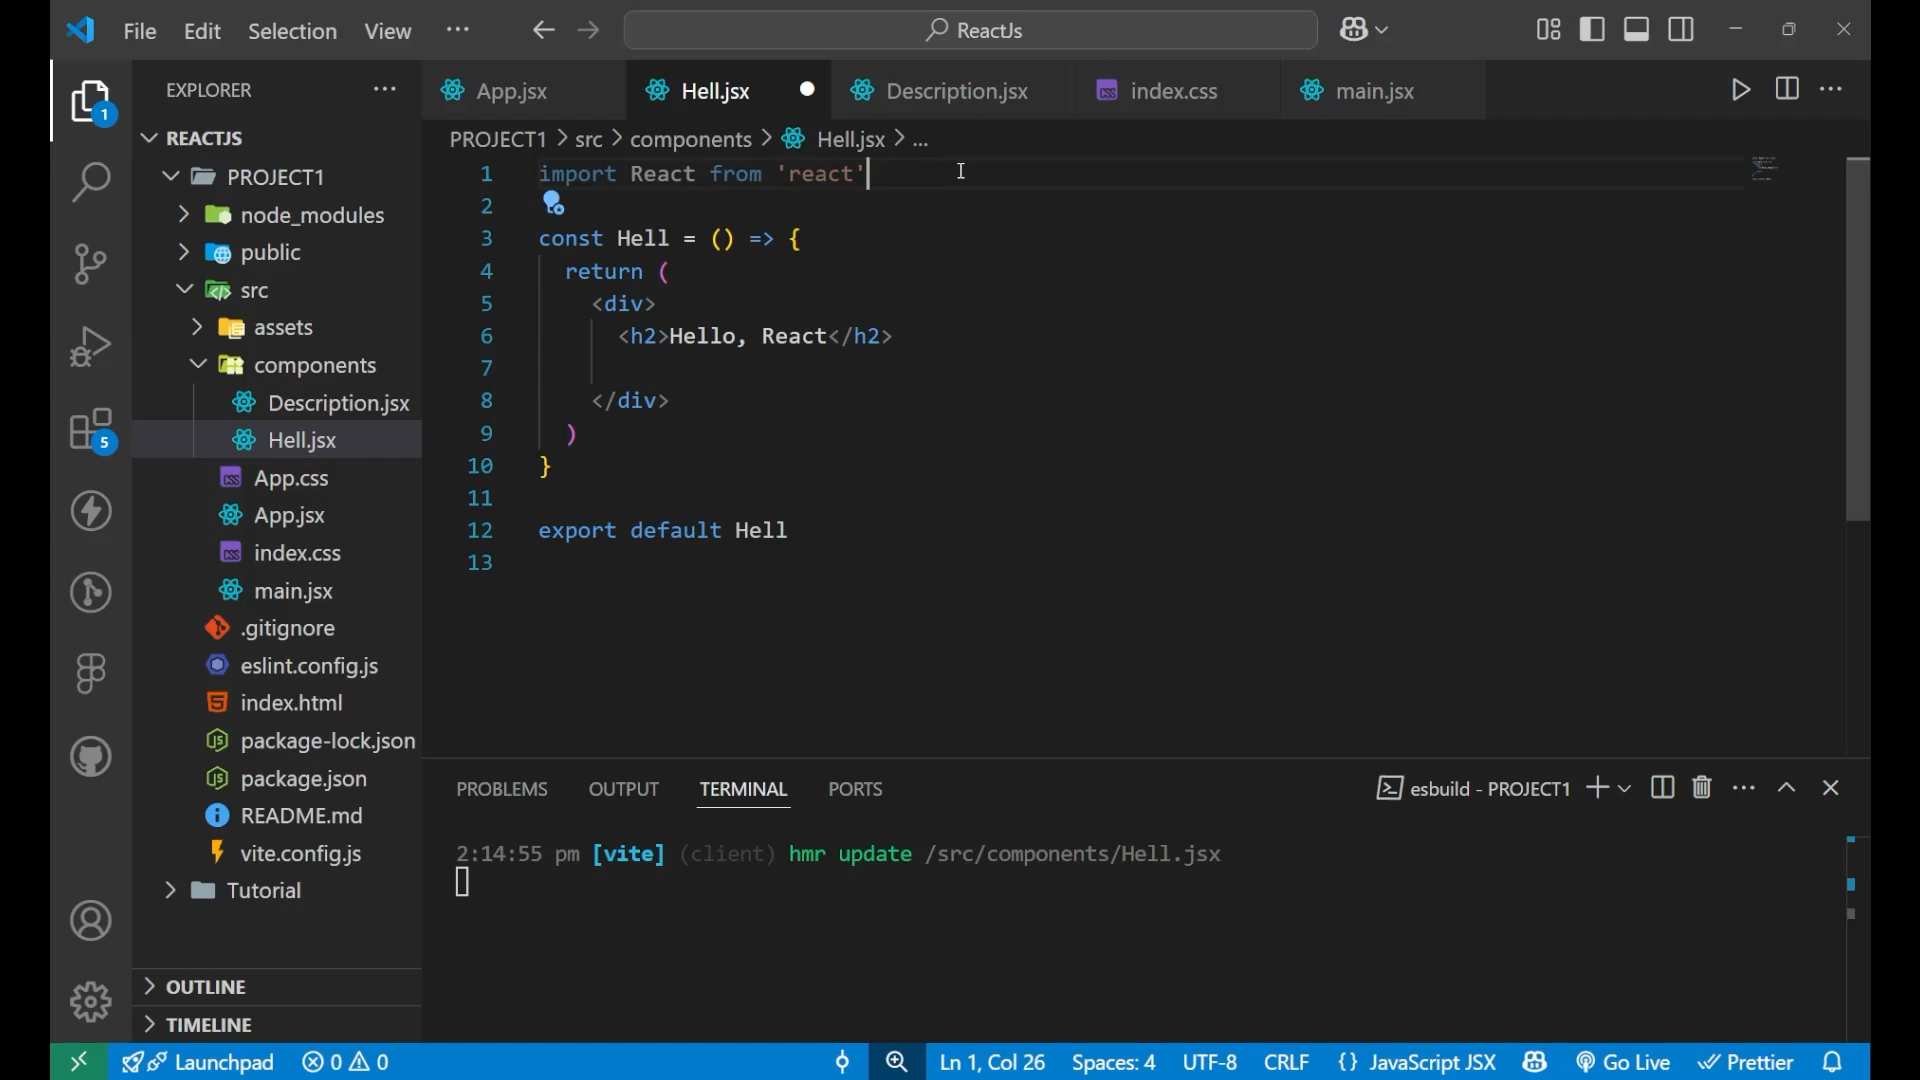 File Edit Selection View ··· ReactJs
EXPLORER ···
REACTJS
PROJECT1
node_modules
public
src
assets
components
Description.jsx
Hell.jsx
App.css
App.jsx
index.css
main.jsx
.gitignore
eslint.config.js
index.html
package-lock.json
package.json
README.md
vite.config.js
Tutorial
OUTLINE
TIMELINE
1
5
App.jsx Hell.jsx Description.jsx index.css main.jsx
PROJECT1 > src > components > Hell.jsx > ...
1 import React from 'react'
2
3 const Hell = () => {
4 return (
5 <div>
6 <h2>Hello, React</h2>
7
8 </div>
9 )
10 }
11
12 export default Hell
13
PROBLEMS OUTPUT TERMINAL PORTS esbuild - PROJECT1
2:14:55 pm [vite] (client) hmr update /src/components/Hell.jsx
Launchpad 0 0 Ln 1, Col 26 Spaces: 4 UTF-8 CRLF {} JavaScript JSX Go Live Prettier